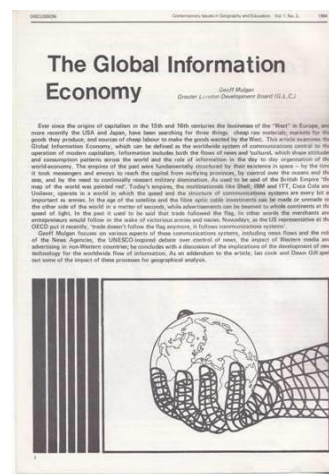 DISCUSSION
Contemporary Issues in Geography and Education Vol. 1 No. 3. 1984
The Global Information
Economy
Geoff Mulgan
Greater London Development Board (G.L.C.)
Ever since the origins of capitalism in the 15th and 16th centuries the businesses of the "West" in Europe, and
more recently the USA and Japan, have been searching for three things: cheap raw materials; markets for the
goods they produce; and sources of cheap labour to make the goods wanted by the West. This article examines the
Global Information Economy, which can be defined as the worldwide system of communications central to the
operation of modern capitalism. Information includes both the flows of news and 'culture', which shape attitudes
and consumption patterns across the world and the role of information in the day to day organisation of the
world-economy. The empires of the past were fundamentally structured by their existence in space – by the time
it took messengers and envoys to reach the capital from outlying provinces, by control over the oceans and the
seas, and by the need to continually reassert military domination. As used to be said of the British Empire 'the
map of the world was painted red'. Today's empires, the multinationals like Shell, IBM and ITT, Coca Cola and
Unilever, operate in a world in which the speed and the structure of communication systems are every bit as
important as armies. In the age of the satellite and the fibre optic cable investments can be made or unmade on
the other side of the world in a matter of seconds, while advertisements can be beamed to whole continents at the
speed of light. In the past it used to be said that trade followed the flag, in other words the merchants and
entrepreneurs would follow in the wake of victorious armies and navies. Nowadays, as the US representative at the
OECD put it recently, 'trade doesn't follow the flag anymore, it follows communications systems'.
Geoff Mulgan focuses on various aspects of these communications systems, including news flows and the role
of the News Agencies, the UNESCO-inspired debate over control of news, the impact of Western media and
advertising in non-Western countries; he concludes with a discussion of the implications of the development of new
technology for the worldwide flow of information. As an addendum to the article, Ian cook and Dawn Gill spell
out some of the impact of these processes for geographical analysis.